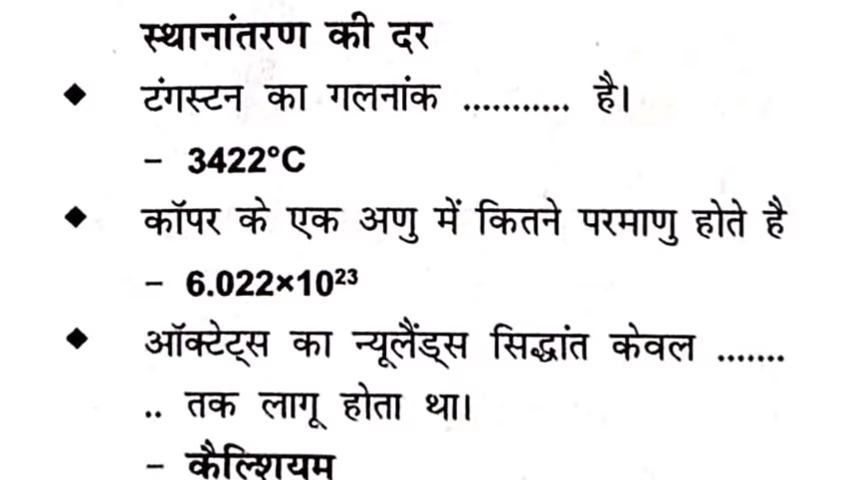 स्थानांतरण की दर
◆ टंगस्टन का गलनांक ........... है।
– 3422°C
◆ कॉपर के एक अणु में कितने परमाणु होते है
– 6.022×10²³
◆ ऑक्टेट्स का न्यूलैंड्स सिद्धांत केवल .......
.. तक लागू होता था।
– कैल्शियम